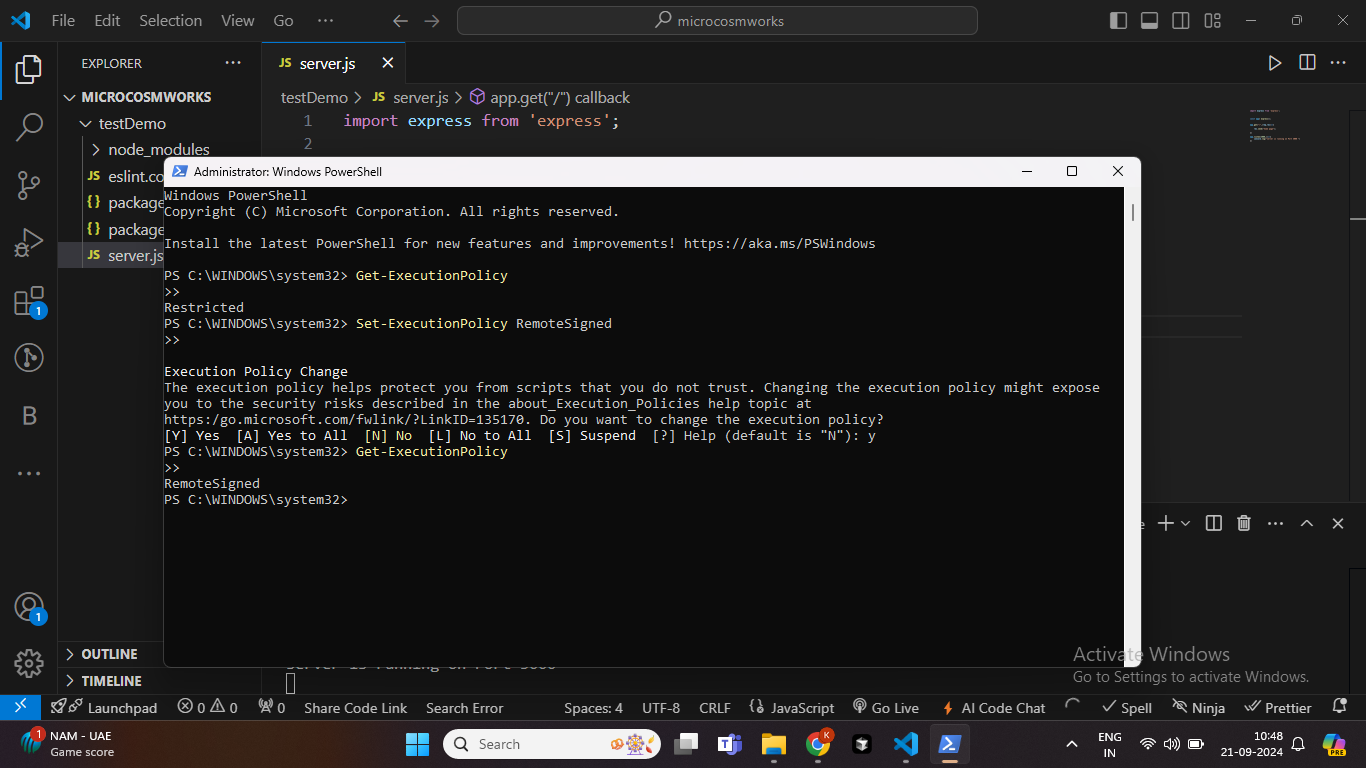 File Edit Selection View Go ···
microcosmworks
EXPLORER ···
JS server.js
MICROCOSMWORKS
testDemo
node_modules
JS eslint.co
{} package
{} package
JS server.js
testDemo > JS server.js > app.get("/") callback
1 import express from 'express';
2
Administrator: Windows PowerShell
Windows PowerShell
Copyright (C) Microsoft Corporation. All rights reserved.
Install the latest PowerShell for new features and improvements! https://aka.ms/PSWindows
PS C:\WINDOWS\system32> Get-ExecutionPolicy
>>
Restricted
PS C:\WINDOWS\system32> Set-ExecutionPolicy RemoteSigned
>>
Execution Policy Change
The execution policy helps protect you from scripts that you do not trust. Changing the execution policy might expose
you to the security risks described in the about_Execution_Policies help topic at
https:/go.microsoft.com/fwlink/?LinkID=135170. Do you want to change the execution policy?
[Y] Yes  [A] Yes to All  [N] No  [L] No to All  [S] Suspend  [?] Help (default is "N"): y
PS C:\WINDOWS\system32> Get-ExecutionPolicy
>>
RemoteSigned
PS C:\WINDOWS\system32>
B
1
1
OUTLINE
TIMELINE
Activate Windows
Go to Settings to activate Windows.
Launchpad 0 0 0 Share Code Link Search Error Spaces: 4 UTF-8 CRLF {} JavaScript Go Live AI Code Chat Spell Ninja Prettier
1 NAM - UAE
Game score
Search
K
ENG
IN
10:48
21-09-2024
PRE